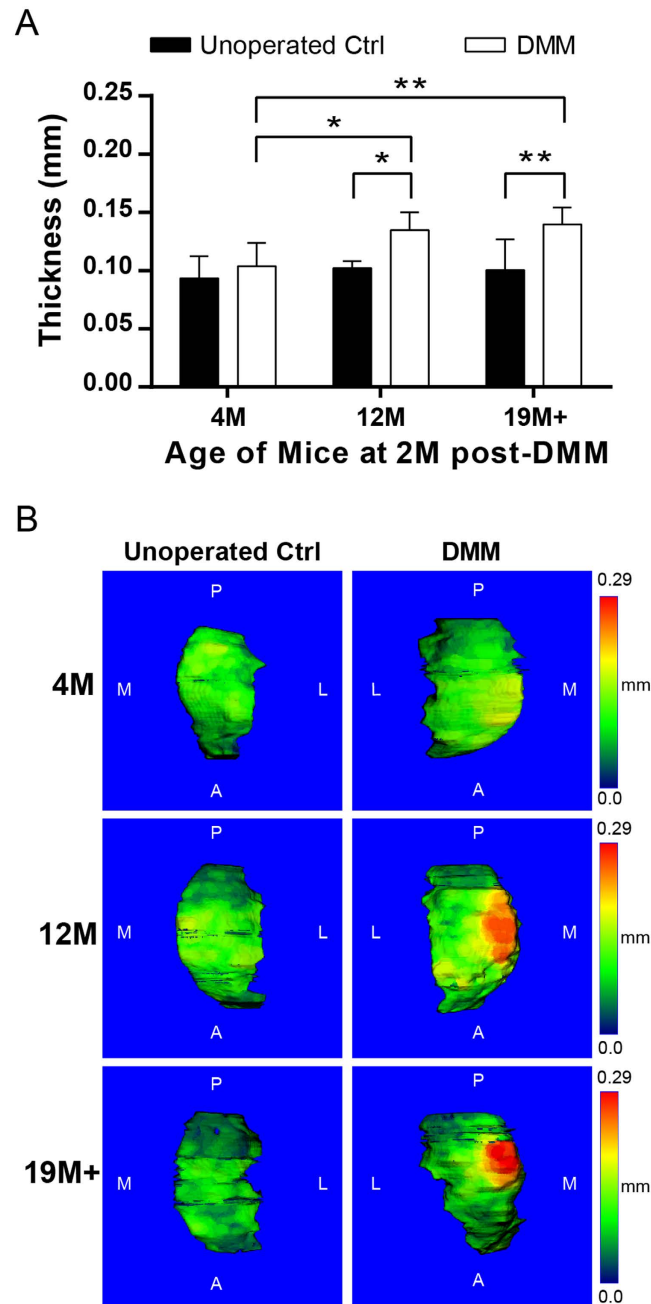 A
Unoperated Ctrl DMM
**
*
* **
0.25
0.20
0.15
0.10
0.05
0.00
Thickness (mm)
4M 12M 19M+
Age of Mice at 2M post-DMM
B
Unoperated Ctrl DMM
4M
P
M L
A
P
L M
A
0.29
mm
0.0
12M
P
M L
A
P
L M
A
0.29
mm
0.0
19M+
P
M L
A
P
L M
A
0.29
mm
0.0